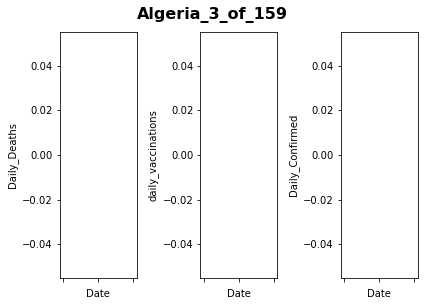 Algeria_3_of_159
Daily_Deaths
0.04
0.02
0.00
−0.02
−0.04
Date
daily_vaccinations
0.04
0.02
0.00
−0.02
−0.04
Date
Daily_Confirmed
0.04
0.02
0.00
−0.02
−0.04
Date